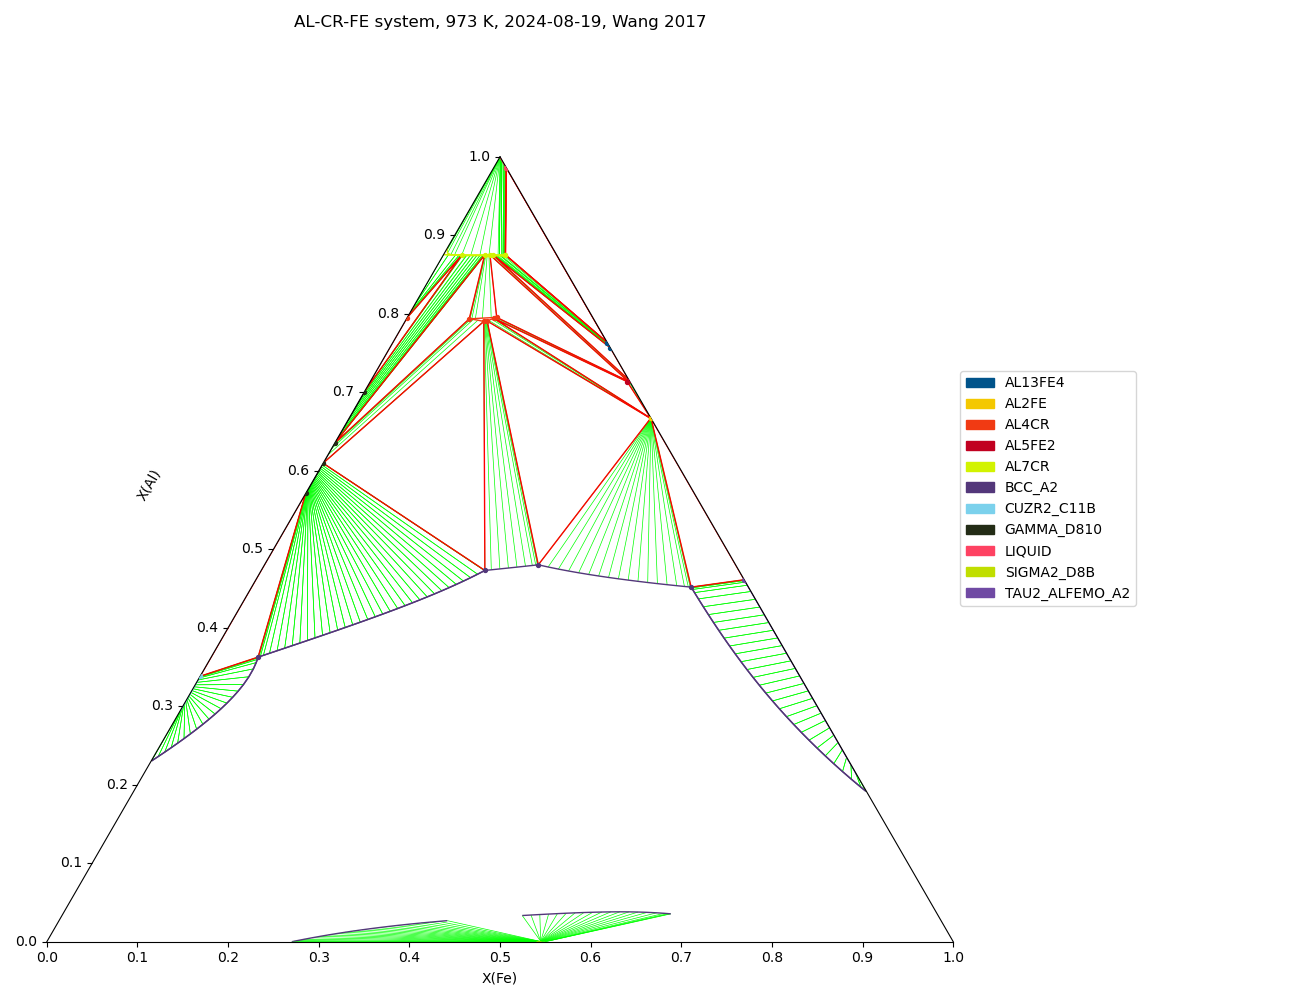 AL-CR-FE system, 973 K, 2024-08-19, Wang 2017
1.0
0.9
0.8
0.7
0.6
0.5
0.4
0.3
0.2
0.1
0.0
X(Al)
0.0 0.1 0.2 0.3 0.4 0.5 0.6 0.7 0.8 0.9 1.0
X(Fe)
AL13FE4
AL2FE
AL4CR
AL5FE2
AL7CR
BCC_A2
CUZR2_C11B
GAMMA_D810
LIQUID
SIGMA2_D8B
TAU2_ALFEMO_A2